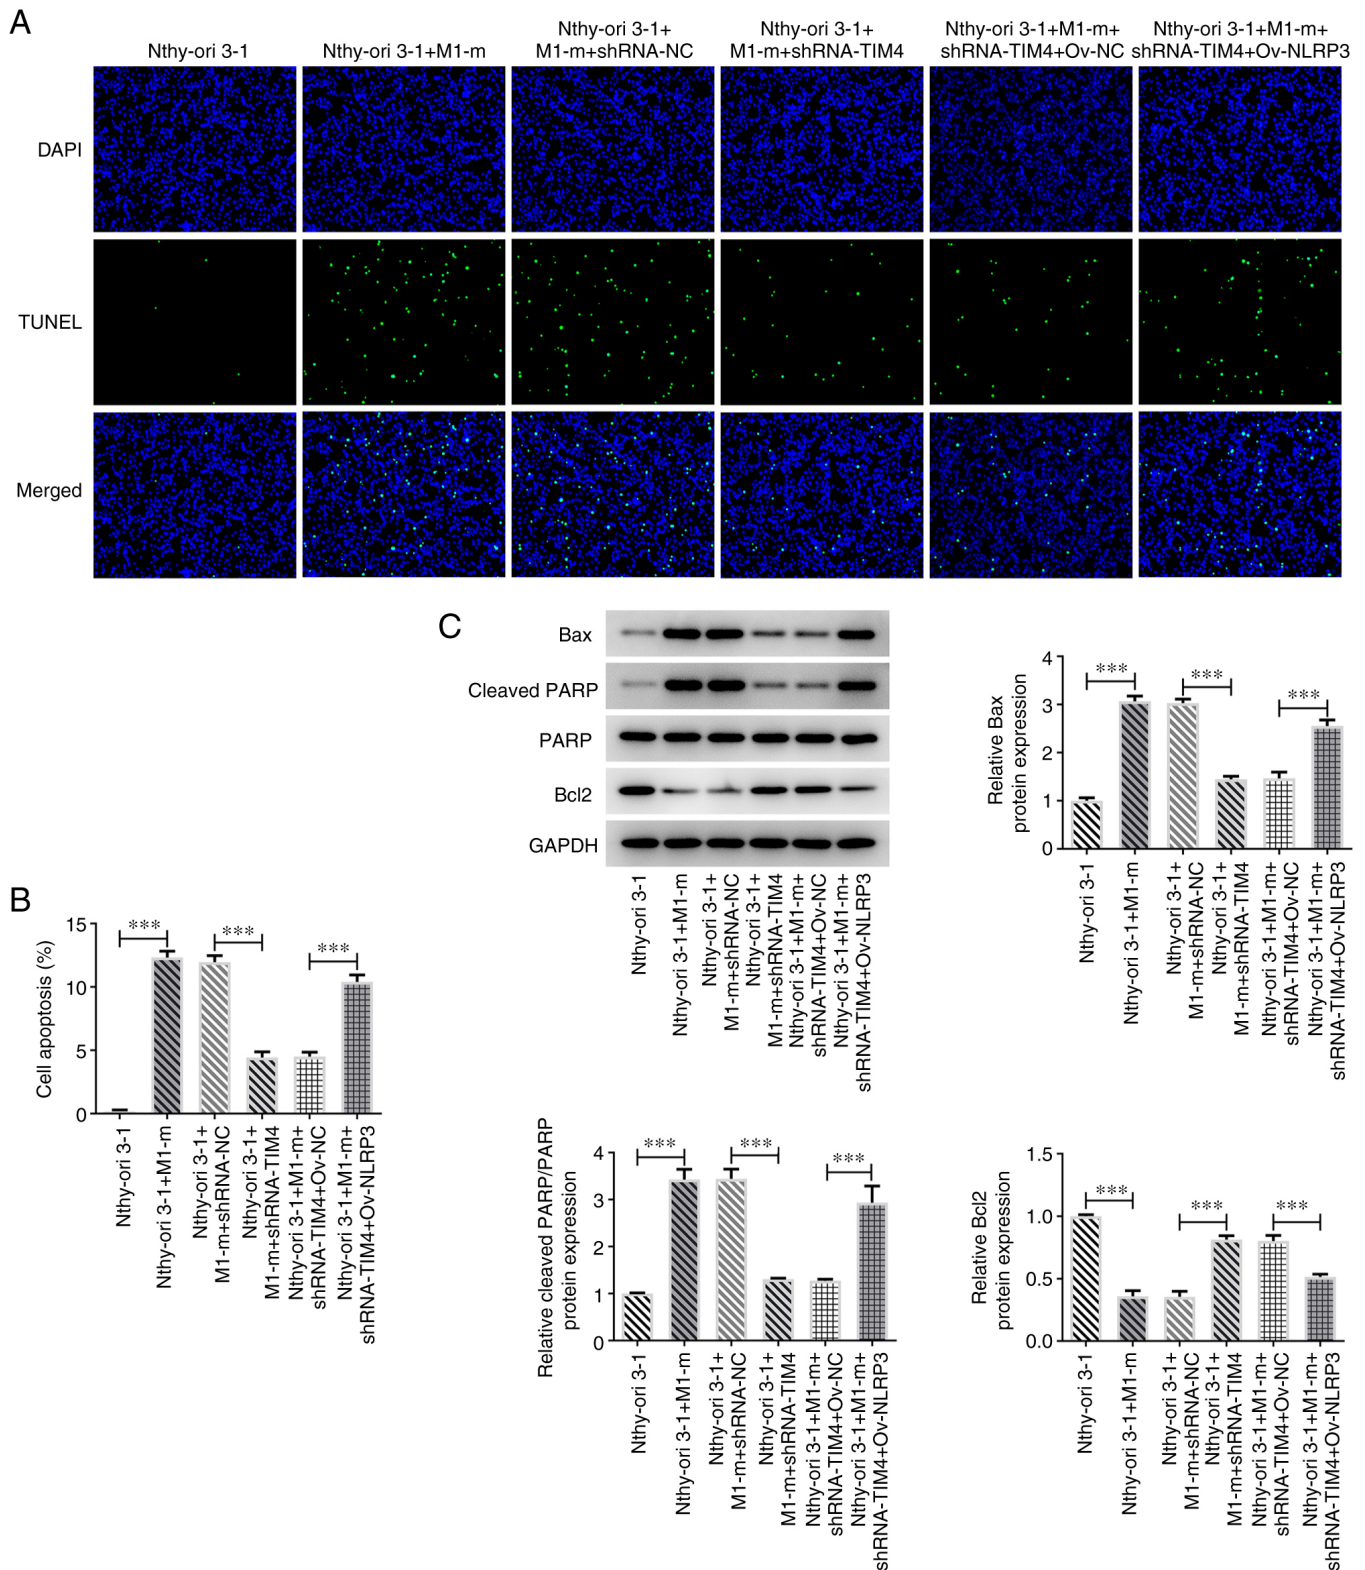 A
Nthy-ori 3-1
Nthy-ori 3-1+M1-m
Nthy-ori 3-1+
M1-m+shRNA-NC
Nthy-ori 3-1+
M1-m+shRNA-TIM4
Nthy-ori 3-1+M1-m+
shRNA-TIM4+Ov-NC
Nthy-ori 3-1+M1-m+
shRNA-TIM4+Ov-NLRP3
DAPI
TUNEL
Merged
B
Cell apoptosis (%)
15
10
5
0
***
***
***
Nthy-ori 3-1
Nthy-ori 3-1+M1-m
Nthy-ori 3-1+
M1-m+shRNA-NC
Nthy-ori 3-1+
M1-m+shRNA-TIM4
Nthy-ori 3-1+M1-m+
shRNA-TIM4+Ov-NC
Nthy-ori 3-1+M1-m+
shRNA-TIM4+Ov-NLRP3
C
Bax
Cleaved PARP
PARP
Bcl2
GAPDH
Nthy-ori 3-1
Nthy-ori 3-1+M1-m
Nthy-ori 3-1+
M1-m+shRNA-NC
Nthy-ori 3-1+
M1-m+shRNA-TIM4
Nthy-ori 3-1+M1-m+
shRNA-TIM4+Ov-NC
Nthy-ori 3-1+M1-m+
shRNA-TIM4+Ov-NLRP3
Relative Bax
protein expression
4
3
2
1
0
***
***
***
Nthy-ori 3-1
Nthy-ori 3-1+M1-m
Nthy-ori 3-1+
M1-m+shRNA-NC
Nthy-ori 3-1+
M1-m+shRNA-TIM4
Nthy-ori 3-1+M1-m+
shRNA-TIM4+Ov-NC
Nthy-ori 3-1+M1-m+
shRNA-TIM4+Ov-NLRP3
Relative cleaved PARP/PARP
protein expression
4
3
2
1
0
***
***
***
Nthy-ori 3-1
Nthy-ori 3-1+M1-m
Nthy-ori 3-1+
M1-m+shRNA-NC
Nthy-ori 3-1+
M1-m+shRNA-TIM4
Nthy-ori 3-1+M1-m+
shRNA-TIM4+Ov-NC
Nthy-ori 3-1+M1-m+
shRNA-TIM4+Ov-NLRP3
Relative Bcl2
protein expression
1.5
1.0
0.5
0.0
***
***
***
Nthy-ori 3-1
Nthy-ori 3-1+M1-m
Nthy-ori 3-1+
M1-m+shRNA-NC
Nthy-ori 3-1+
M1-m+shRNA-TIM4
Nthy-ori 3-1+M1-m+
shRNA-TIM4+Ov-NC
Nthy-ori 3-1+M1-m+
shRNA-TIM4+Ov-NLRP3